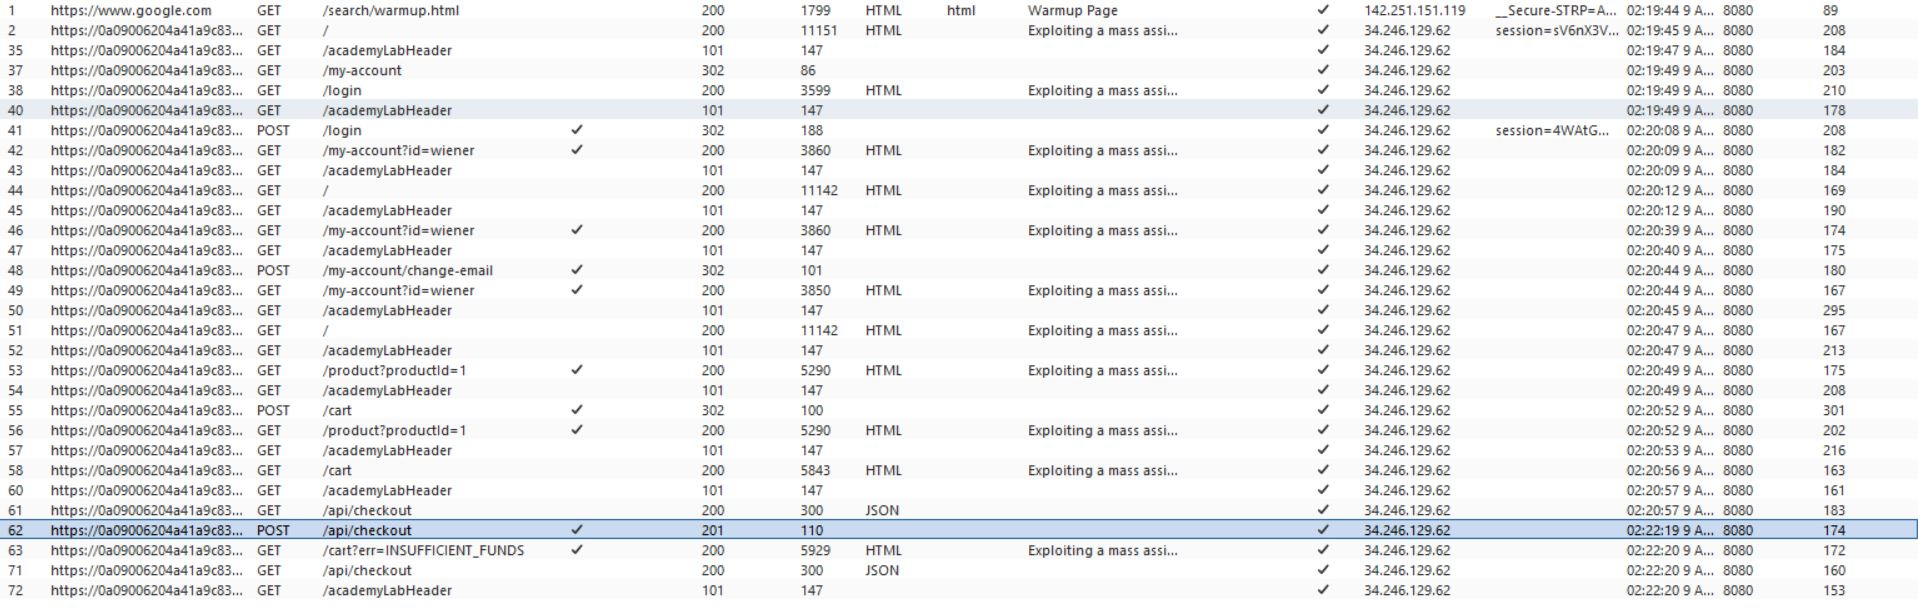 1 https://www.google.com GET /search/warmup.html 200 1799 HTML html Warmup Page ✓ 142.251.151.119 __Secure-STRP=A... 02:19:44 9 A... 8080 89
2 https://0a09006204a41a9c83... GET / 200 11151 HTML Exploiting a mass assi... ✓ 34.246.129.62 session=sV6nX3V... 02:19:45 9 A... 8080 208
35 https://0a09006204a41a9c83... GET /academyLabHeader 101 147 ✓ 34.246.129.62 02:19:47 9 A... 8080 184
37 https://0a09006204a41a9c83... GET /my-account 302 86 ✓ 34.246.129.62 02:19:49 9 A... 8080 203
38 https://0a09006204a41a9c83... GET /login 200 3599 HTML Exploiting a mass assi... ✓ 34.246.129.62 02:19:49 9 A... 8080 210
40 https://0a09006204a41a9c83... GET /academyLabHeader 101 147 ✓ 34.246.129.62 02:19:49 9 A... 8080 178
41 https://0a09006204a41a9c83... POST /login ✓ 302 188 ✓ 34.246.129.62 session=4WAtG... 02:20:08 9 A... 8080 208
42 https://0a09006204a41a9c83... GET /my-account?id=wiener ✓ 200 3860 HTML Exploiting a mass assi... ✓ 34.246.129.62 02:20:09 9 A... 8080 182
43 https://0a09006204a41a9c83... GET /academyLabHeader 101 147 ✓ 34.246.129.62 02:20:09 9 A... 8080 184
44 https://0a09006204a41a9c83... GET / 200 11142 HTML Exploiting a mass assi... ✓ 34.246.129.62 02:20:12 9 A... 8080 169
45 https://0a09006204a41a9c83... GET /academyLabHeader 101 147 ✓ 34.246.129.62 02:20:12 9 A... 8080 190
46 https://0a09006204a41a9c83... GET /my-account?id=wiener ✓ 200 3860 HTML Exploiting a mass assi... ✓ 34.246.129.62 02:20:39 9 A... 8080 174
47 https://0a09006204a41a9c83... GET /academyLabHeader 101 147 ✓ 34.246.129.62 02:20:40 9 A... 8080 175
48 https://0a09006204a41a9c83... POST /my-account/change-email ✓ 302 101 ✓ 34.246.129.62 02:20:44 9 A... 8080 180
49 https://0a09006204a41a9c83... GET /my-account?id=wiener ✓ 200 3850 HTML Exploiting a mass assi... ✓ 34.246.129.62 02:20:44 9 A... 8080 167
50 https://0a09006204a41a9c83... GET /academyLabHeader 101 147 ✓ 34.246.129.62 02:20:45 9 A... 8080 295
51 https://0a09006204a41a9c83... GET / 200 11142 HTML Exploiting a mass assi... ✓ 34.246.129.62 02:20:47 9 A... 8080 167
52 https://0a09006204a41a9c83... GET /academyLabHeader 101 147 ✓ 34.246.129.62 02:20:47 9 A... 8080 213
53 https://0a09006204a41a9c83... GET /product?productId=1 ✓ 200 5290 HTML Exploiting a mass assi... ✓ 34.246.129.62 02:20:49 9 A... 8080 175
54 https://0a09006204a41a9c83... GET /academyLabHeader 101 147 ✓ 34.246.129.62 02:20:49 9 A... 8080 208
55 https://0a09006204a41a9c83... POST /cart ✓ 302 100 ✓ 34.246.129.62 02:20:52 9 A... 8080 301
56 https://0a09006204a41a9c83... GET /product?productId=1 ✓ 200 5290 HTML Exploiting a mass assi... ✓ 34.246.129.62 02:20:52 9 A... 8080 202
57 https://0a09006204a41a9c83... GET /academyLabHeader 101 147 ✓ 34.246.129.62 02:20:53 9 A... 8080 216
58 https://0a09006204a41a9c83... GET /cart 200 5843 HTML Exploiting a mass assi... ✓ 34.246.129.62 02:20:56 9 A... 8080 163
60 https://0a09006204a41a9c83... GET /academyLabHeader 101 147 ✓ 34.246.129.62 02:20:57 9 A... 8080 161
61 https://0a09006204a41a9c83... GET /api/checkout 200 300 JSON ✓ 34.246.129.62 02:20:57 9 A... 8080 183
62 https://0a09006204a41a9c83... POST /api/checkout ✓ 201 110 ✓ 34.246.129.62 02:22:19 9 A... 8080 174
63 https://0a09006204a41a9c83... GET /cart?err=INSUFFICIENT_FUNDS ✓ 200 5929 HTML Exploiting a mass assi... ✓ 34.246.129.62 02:22:20 9 A... 8080 172
71 https://0a09006204a41a9c83... GET /api/checkout 200 300 JSON ✓ 34.246.129.62 02:22:20 9 A... 8080 160
72 https://0a09006204a41a9c83... GET /academyLabHeader 101 147 ✓ 34.246.129.62 02:22:20 9 A... 8080 153